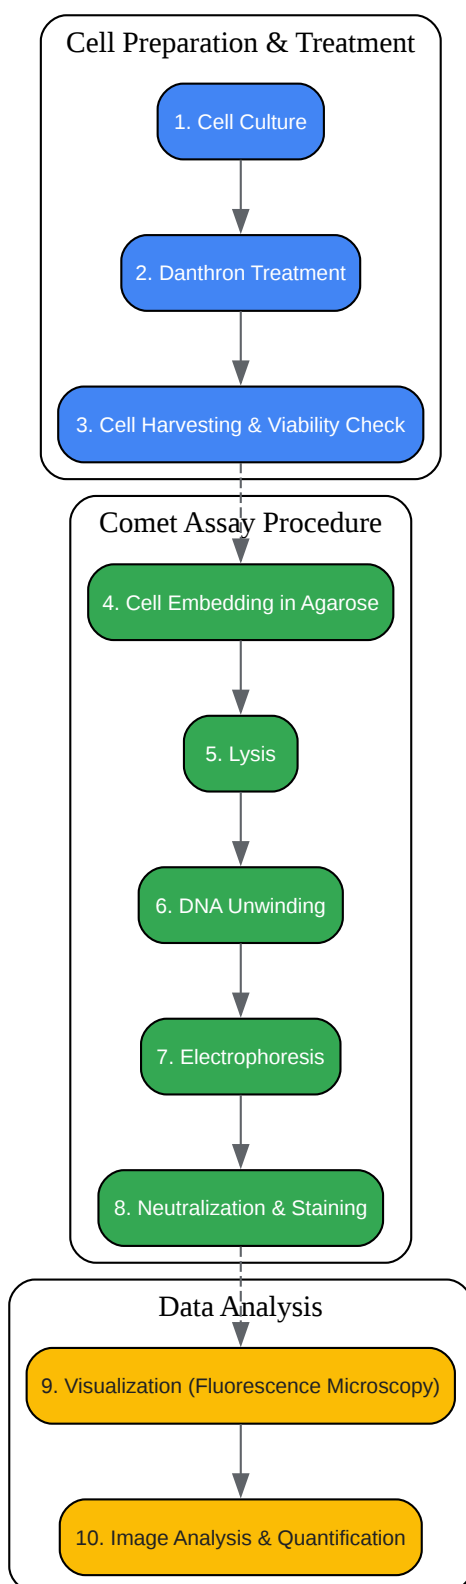 Cell Preparation & Treatment
1. Cell Culture
2. Danthron Treatment
3. Cell Harvesting & Viability Check
Comet Assay Procedure
4. Cell Embedding in Agarose
5. Lysis
6. DNA Unwinding
7. Electrophoresis
8. Neutralization & Staining
Data Analysis
9. Visualization (Fluorescence Microscopy)
10. Image Analysis & Quantification